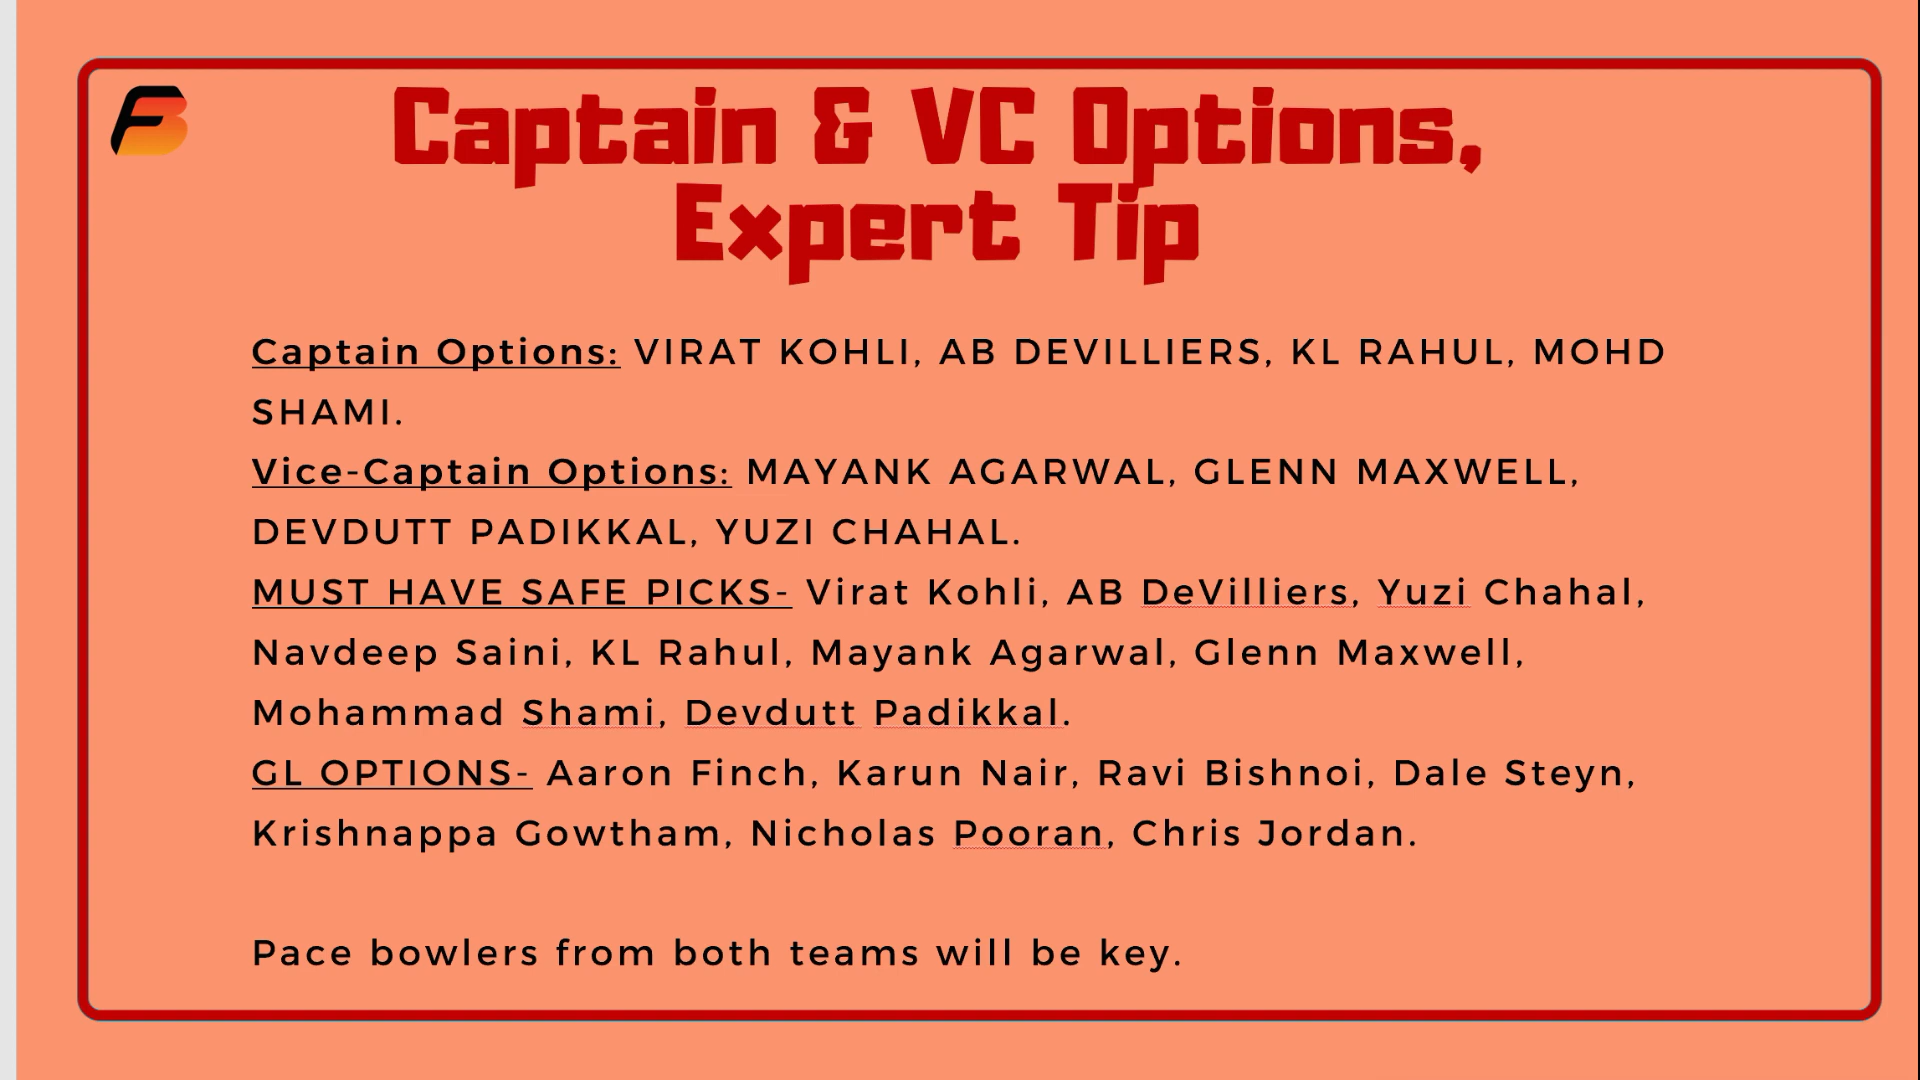 Captain & VC Options,
Expert Tip
Captain Options: VIRAT KOHLI, AB DEVILLIERS, KL RAHUL, MOHD
SHAMI.
Vice-Captain Options: MAYANK AGARWAL, GLENN MAXWELL,
DEVDUTT PADIKKAL, YUZI CHAHAL.
MUST HAVE SAFE PICKS- Virat Kohli, AB DeVilliers, Yuzi Chahal,
Navdeep Saini, KL Rahul, Mayank Agarwal, Glenn Maxwell,
Mohammad Shami, Devdutt Padikkal.
GL OPTIONS- Aaron Finch, Karun Nair, Ravi Bishnoi, Dale Steyn,
Krishnappa Gowtham, Nicholas Pooran, Chris Jordan.
Pace bowlers from both teams will be key.